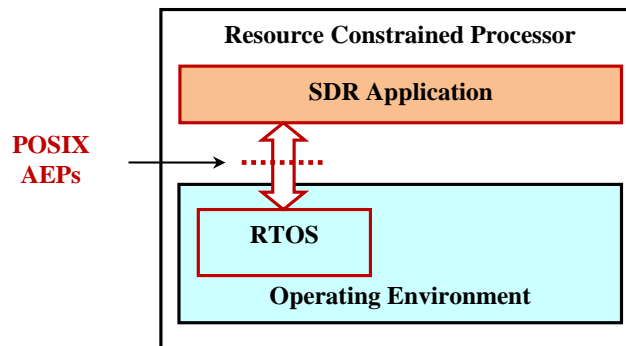 Resource Constrained Processor
SDR Application
POSIX
AEPs
RTOS
Operating Environment